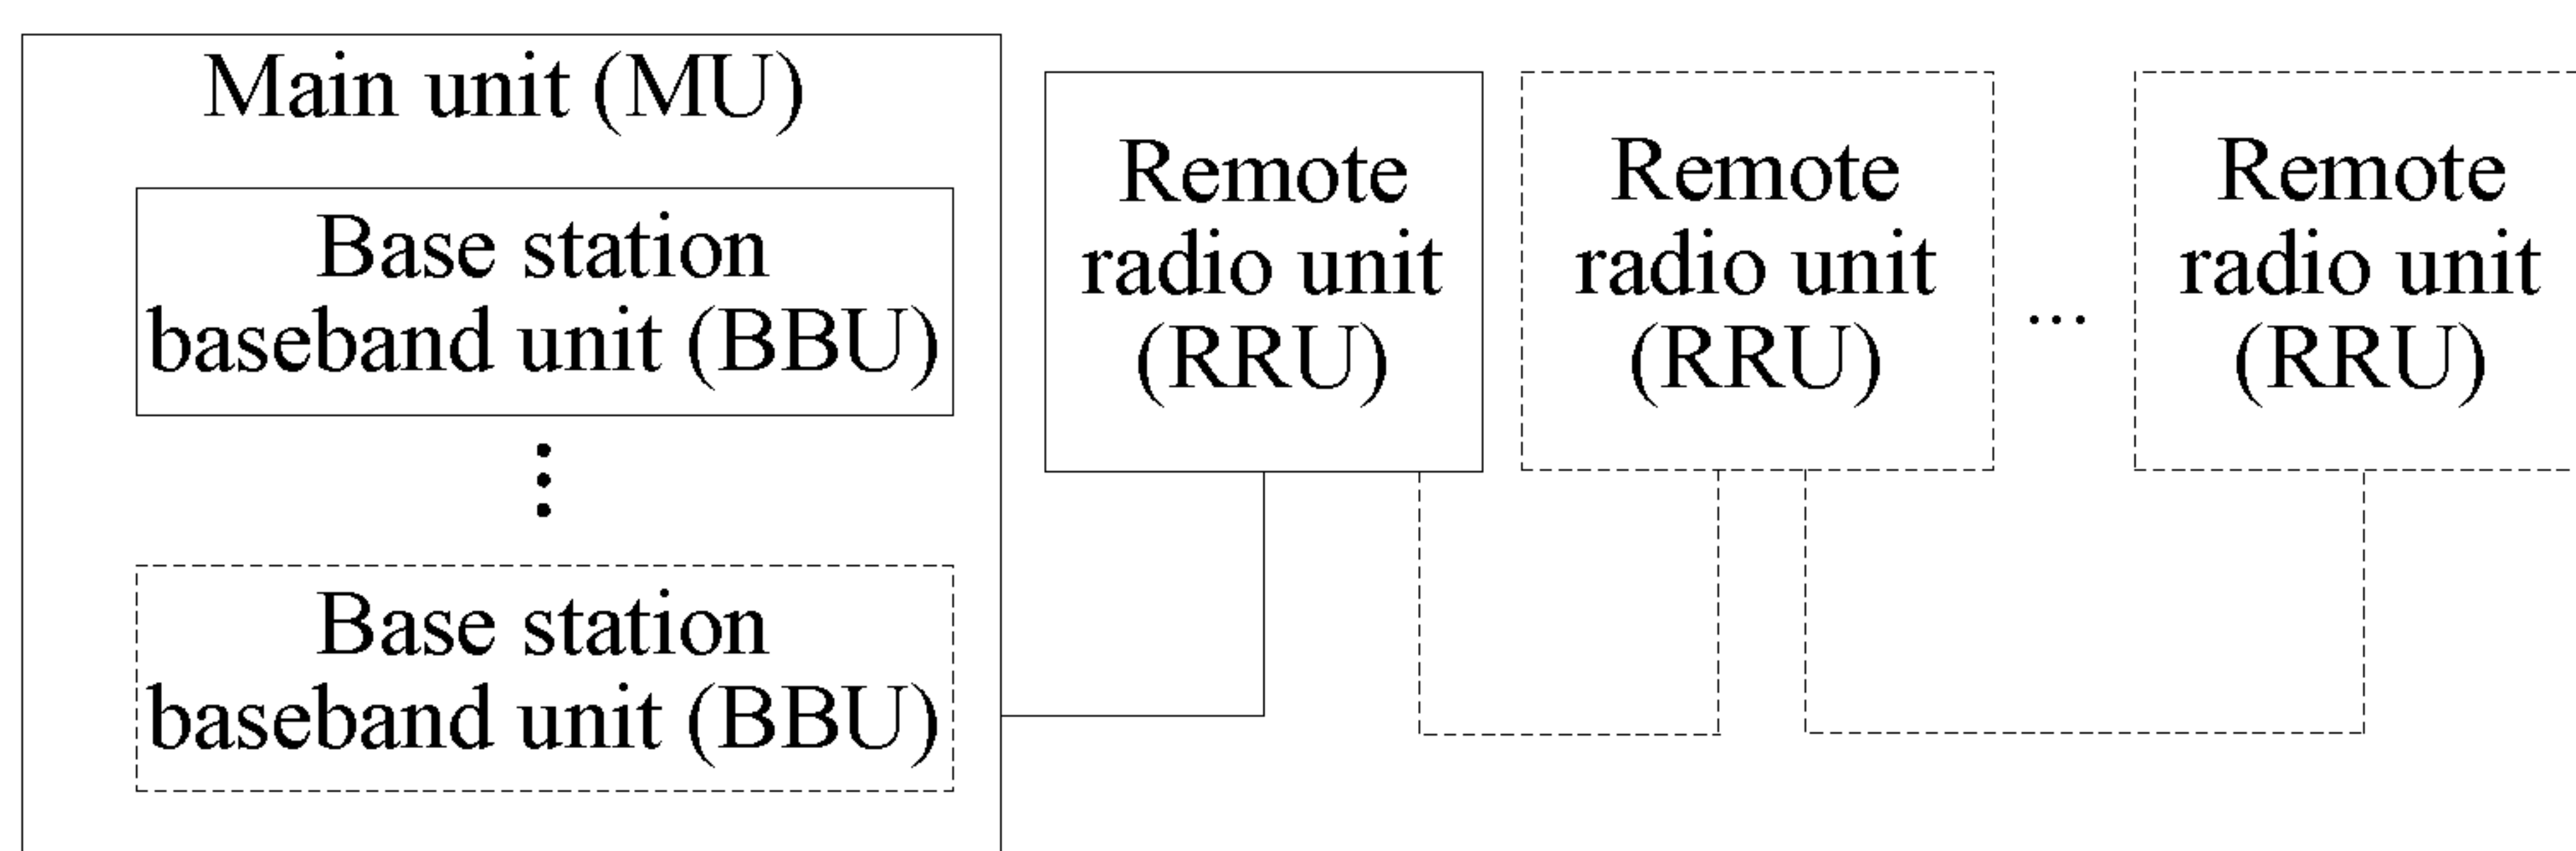 Main unit (MU)
Base station
baseband unit (BBU)
⋮
Base station
baseband unit (BBU)
Remote
radio unit
(RRU)
Remote
radio unit
(RRU)
...
Remote
radio unit
(RRU)